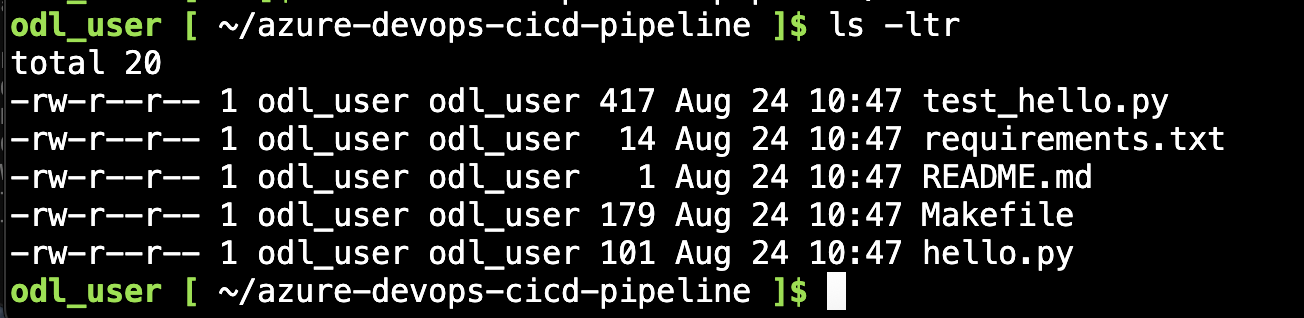 odl_user [ ~/azure-devops-cicd-pipeline ]$ ls -ltr
total 20
-rw-r--r-- 1 odl_user odl_user 417 Aug 24 10:47 test_hello.py
-rw-r--r-- 1 odl_user odl_user  14 Aug 24 10:47 requirements.txt
-rw-r--r-- 1 odl_user odl_user   1 Aug 24 10:47 README.md
-rw-r--r-- 1 odl_user odl_user 179 Aug 24 10:47 Makefile
-rw-r--r-- 1 odl_user odl_user 101 Aug 24 10:47 hello.py
odl_user [ ~/azure-devops-cicd-pipeline ]$